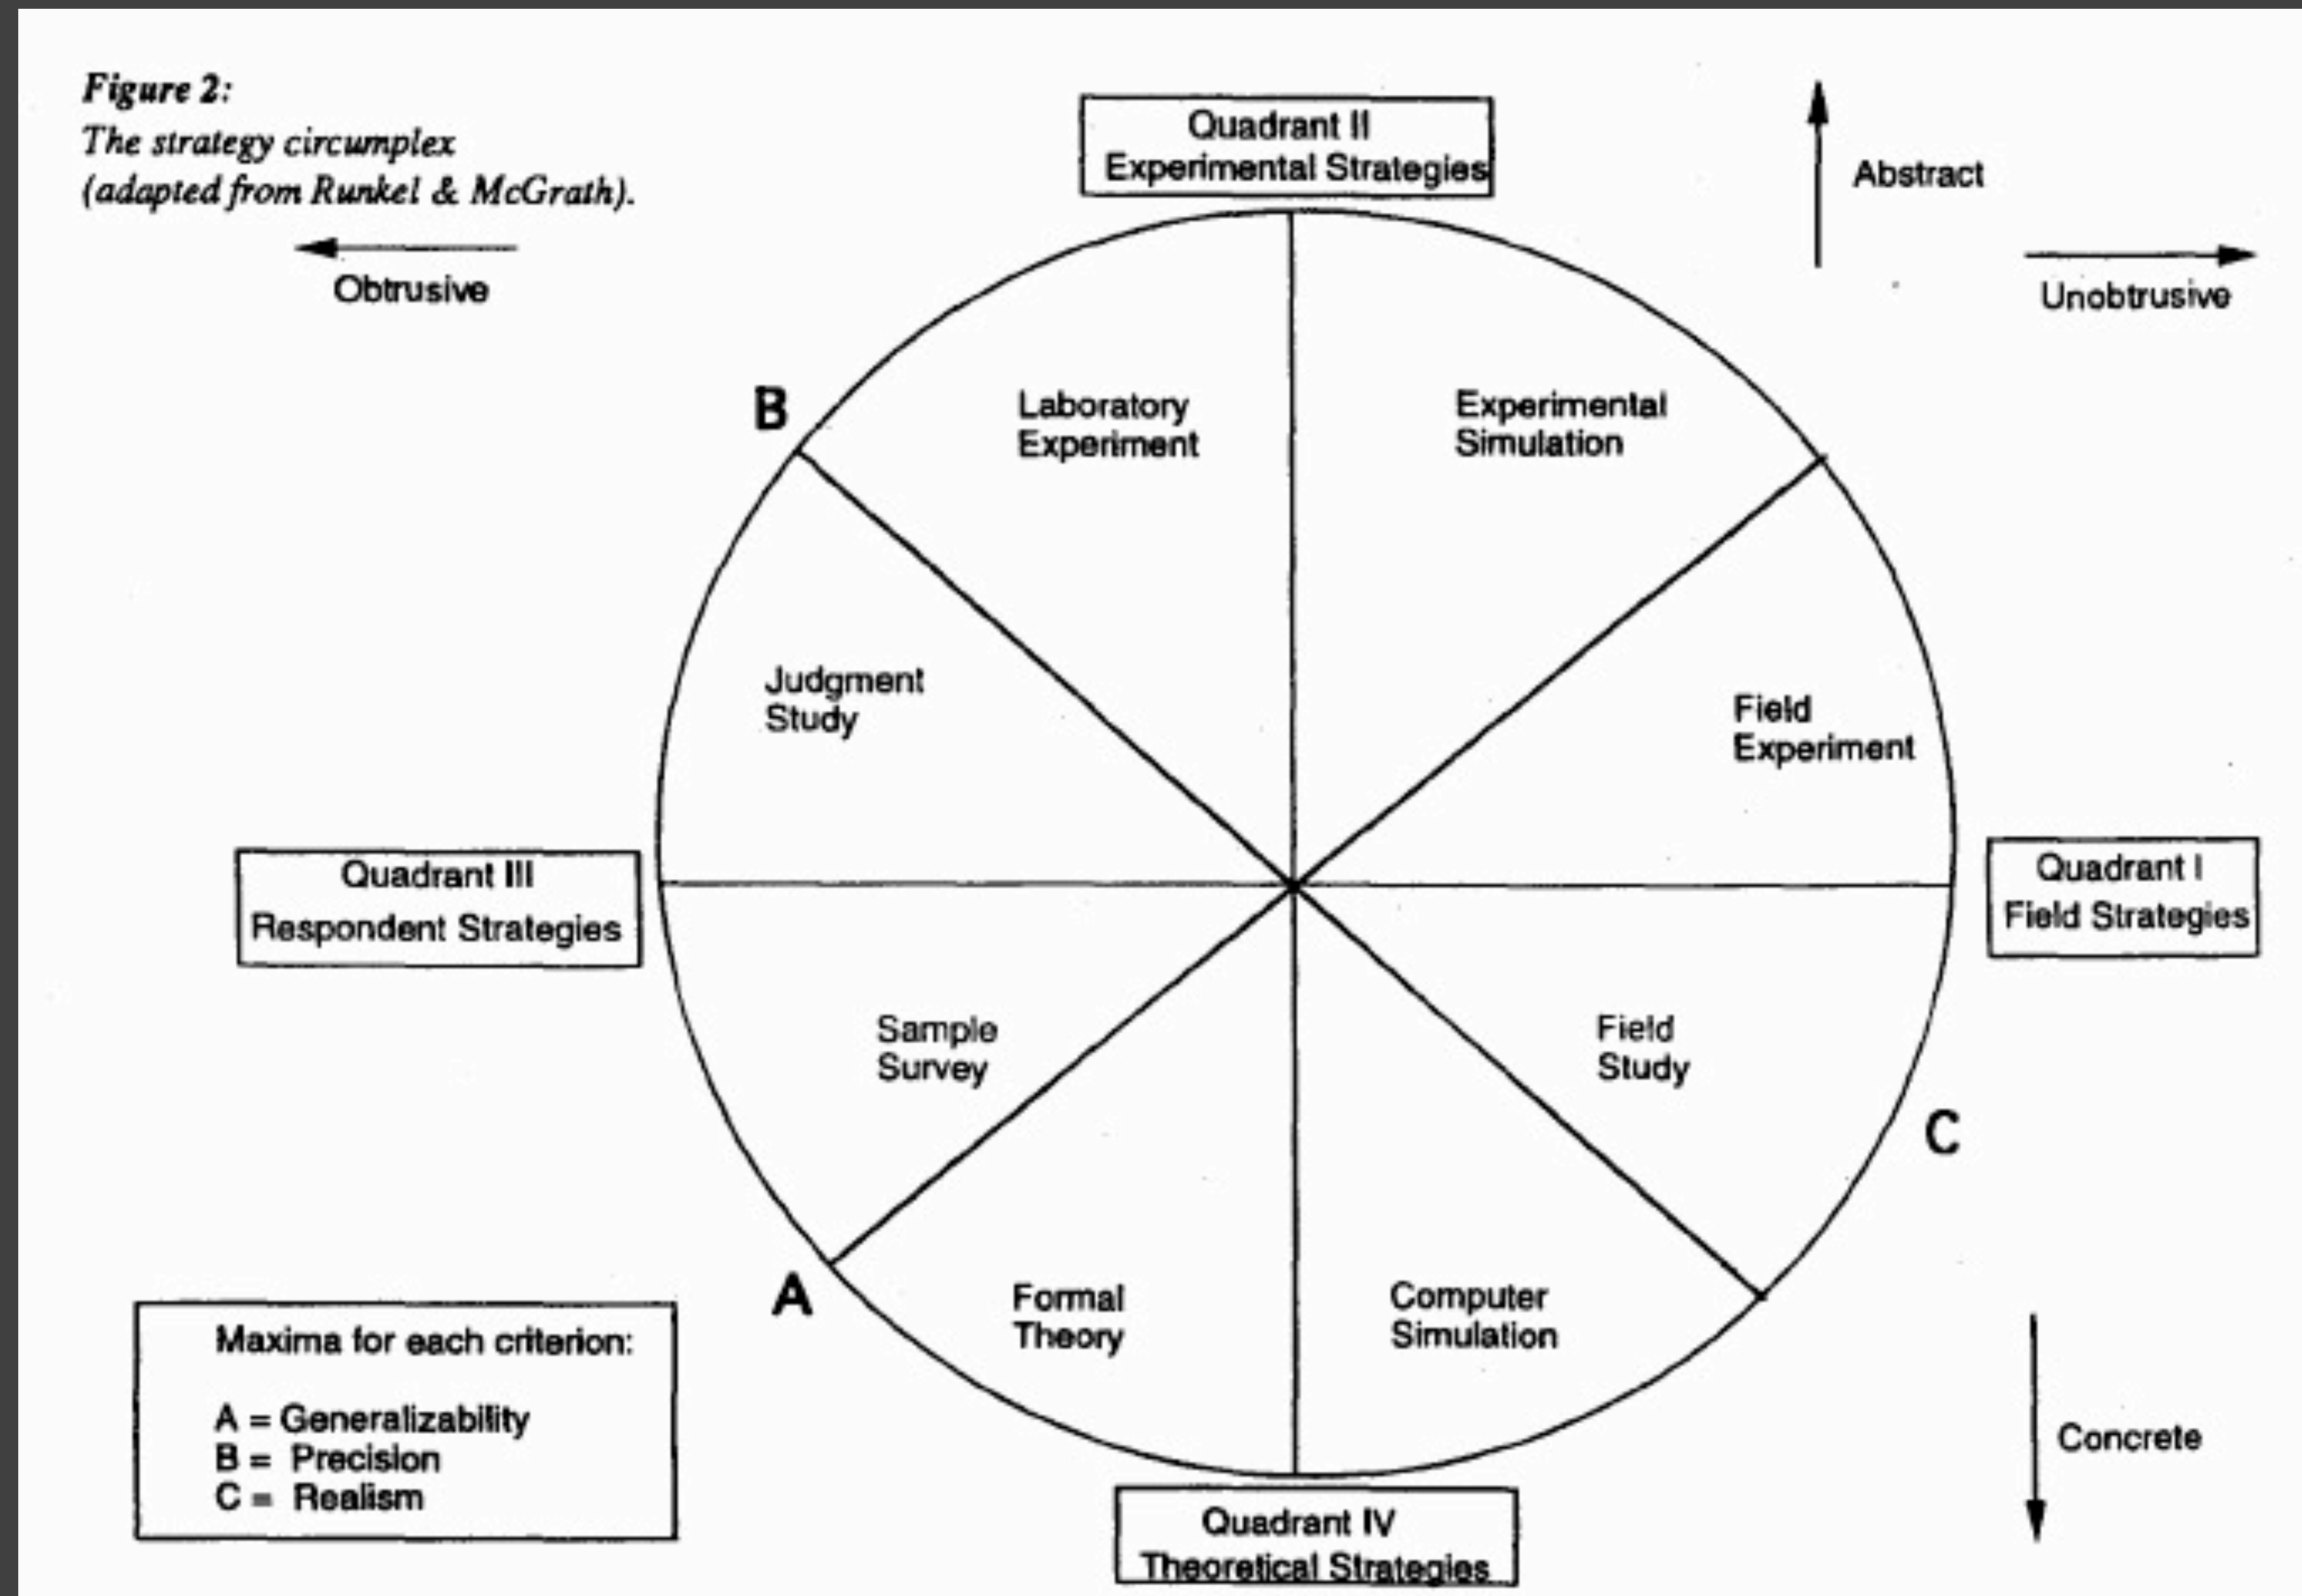 Figure 2:
The strategy circumplex
(adapted from Runkel & McGrath).
Obtrusive
Quadrant II
Experimental Strategies
Abstract
Unobtrusive
B
Laboratory
Experiment
Experimental
Simulation
Judgment
Study
Field
Experiment
Quadrant III
Respondent Strategies
Quadrant I
Field Strategies
Sample
Survey
Field
Study
C
A
Formal
Theory
Computer
Simulation
Maxima for each criterion:
A = Generalizability
B = Precision
C = Realism
Concrete
Quadrant IV
Theoretical Strategies